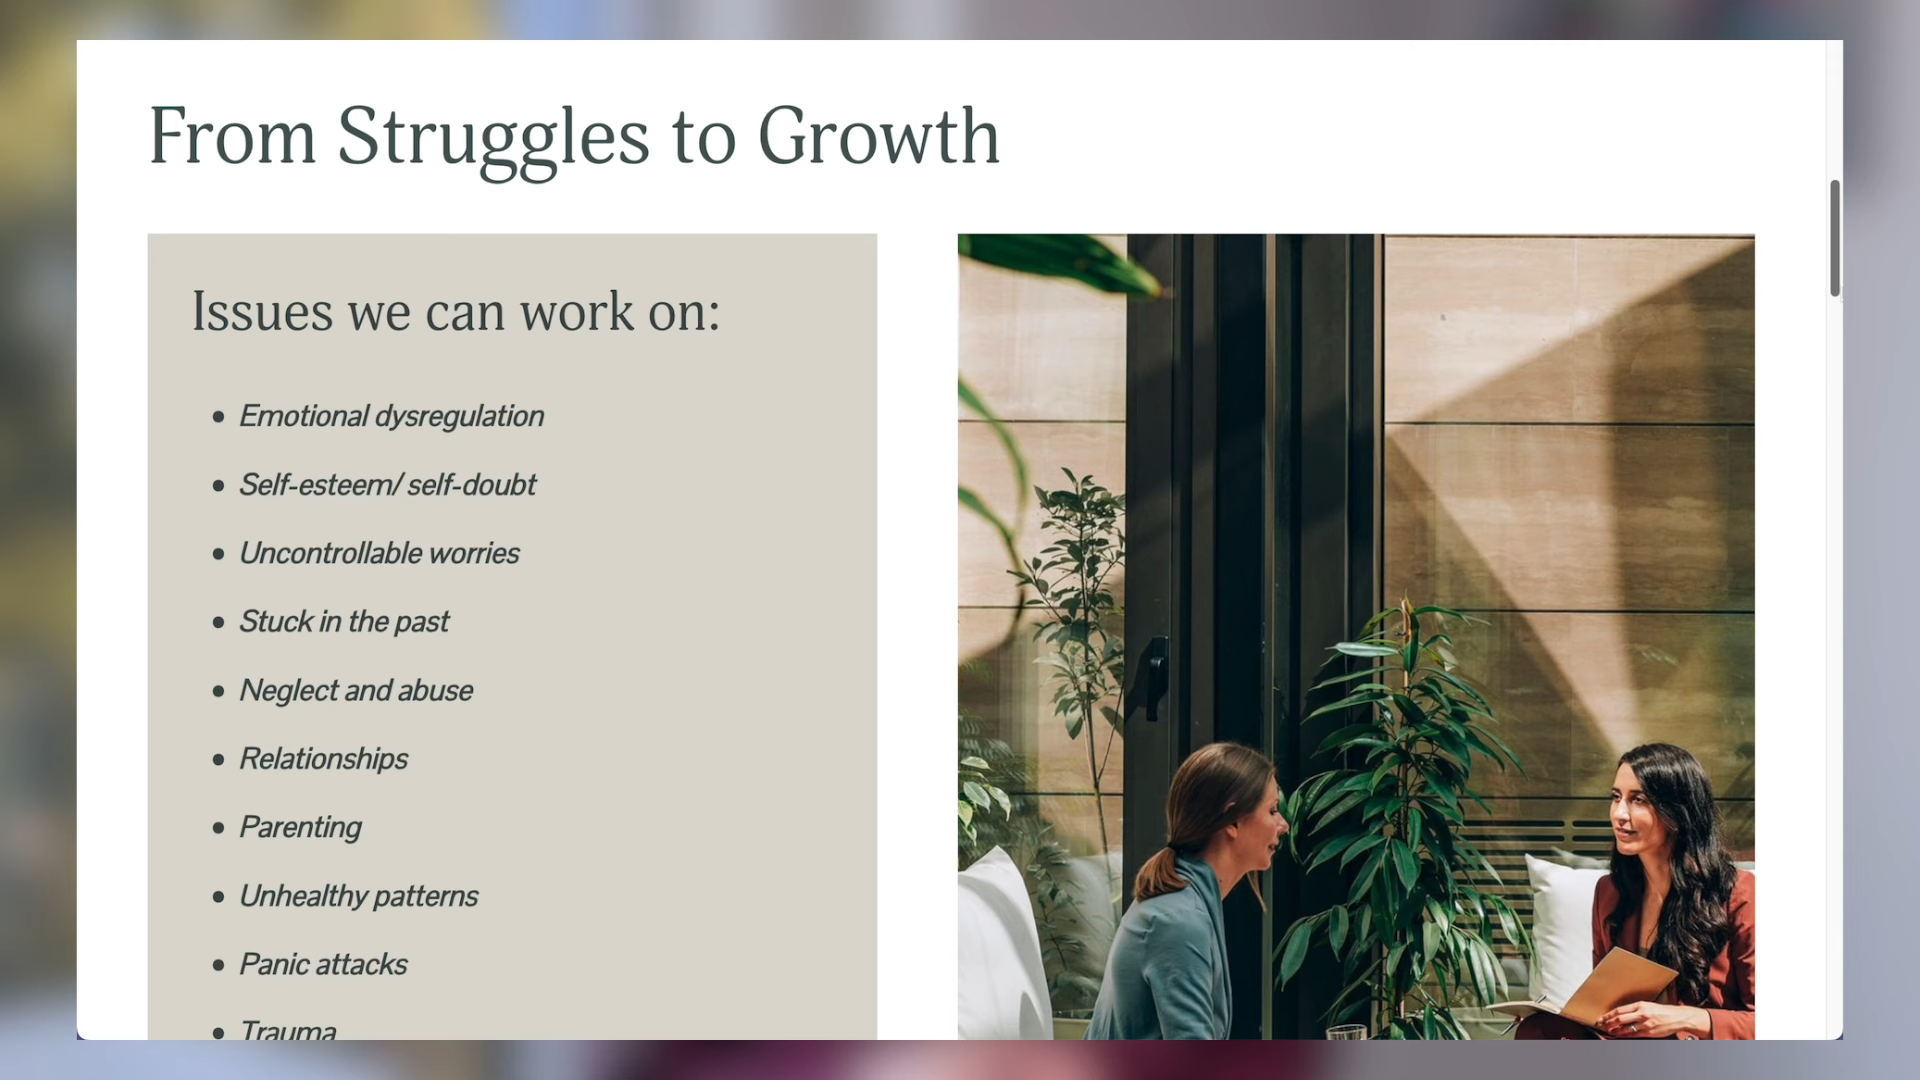 From Struggles to Growth
Issues we can work on:
Emotional dysregulation
Self-esteem/ self-doubt
Uncontrollable worries
Stuck in the past
Neglect and abuse
Relationships
Parenting
Unhealthy patterns
Panic attacks
Trauma